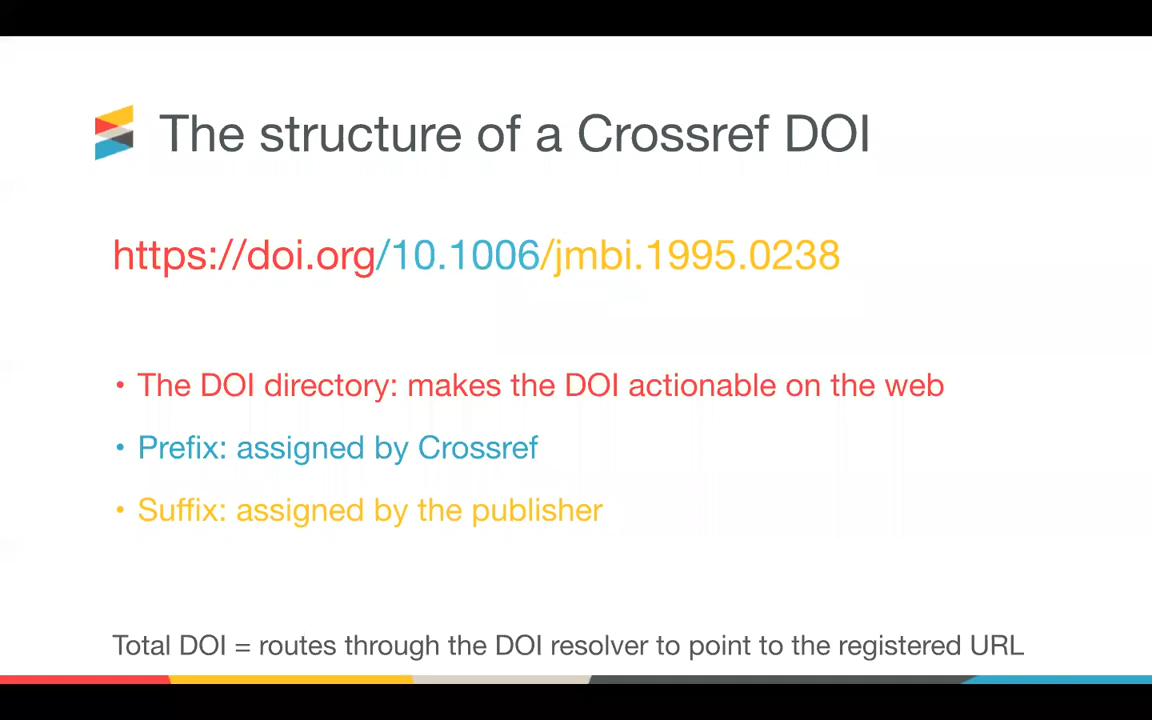 The structure of a Crossref DOI
https://doi.org/10.1006/jmbi.1995.0238
• The DOI directory: makes the DOI actionable on the web
• Prefix: assigned by Crossref
• Suffix: assigned by the publisher
Total DOI = routes through the DOI resolver to point to the registered URL